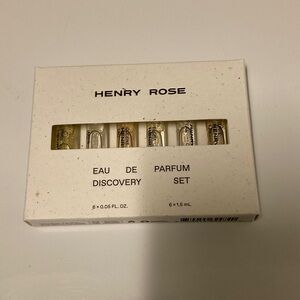 HENRY ROSE
EAU DE PARFUM
DISCOVERY SET
6 x 0.05 FL. OZ. 6 x 1.5 mL